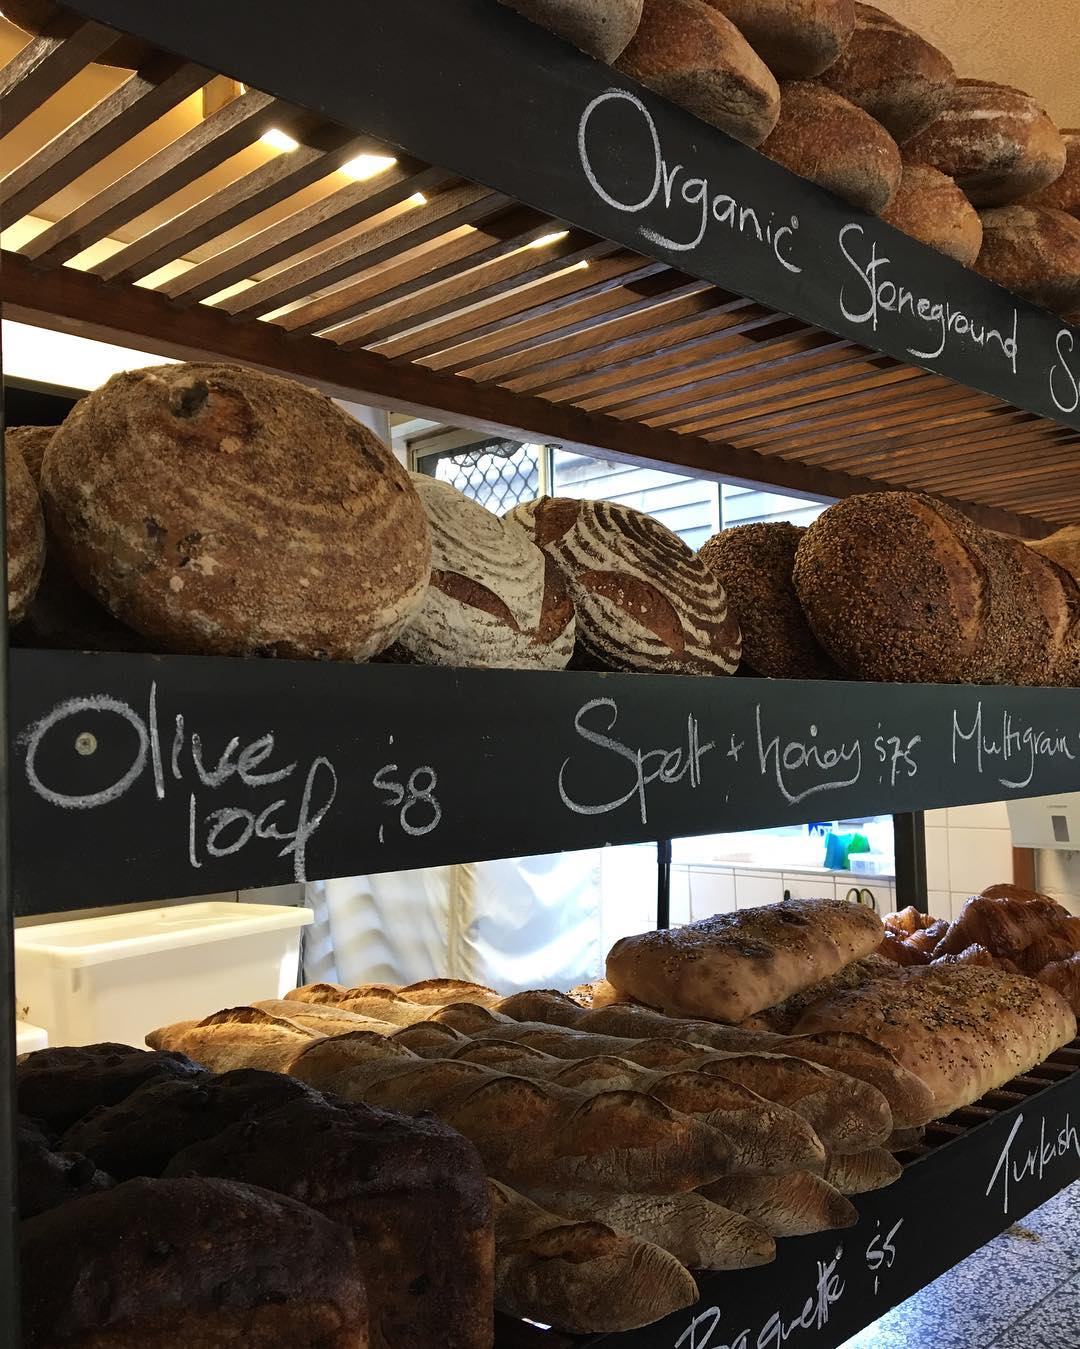 Organic Stoneground S
Olive
loaf $8
Spelt + honey $7.5
Multigrain
Turkish
Baguette $5